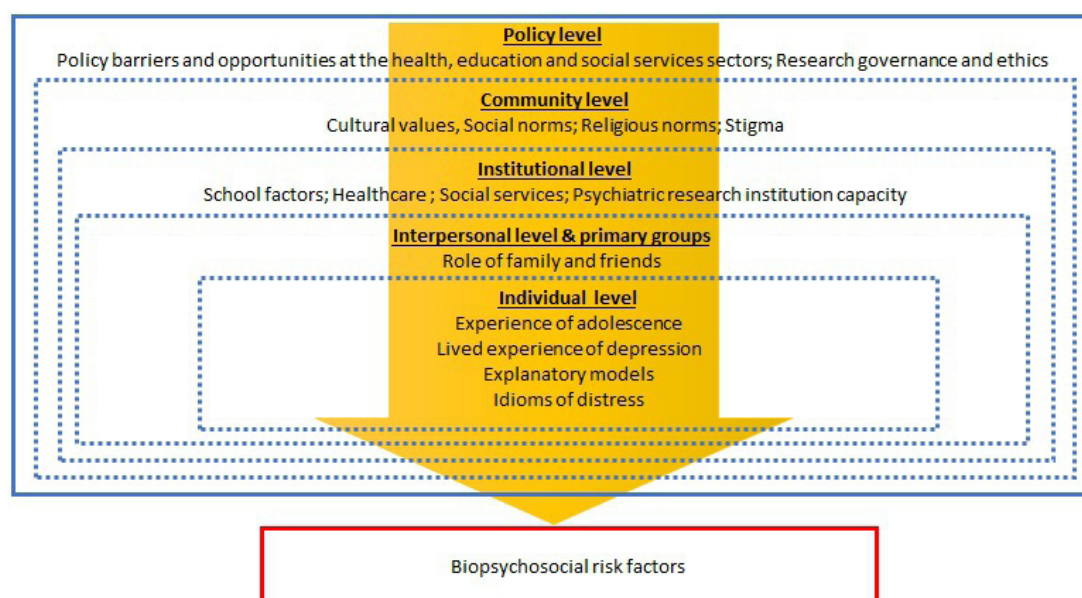 Policy level
Policy barriers and opportunities at the health, education and social services sectors; Research governance and ethics
Community level
Cultural values, Social norms; Religious norms; Stigma
Institutional level
School factors; Healthcare ; Social services; Psychiatric research institution capacity
Interpersonal level & primary groups
Role of family and friends
Individual level
Experience of adolescence
Lived experience of depression
Explanatory models
Idioms of distress
Biopsychosocial risk factors